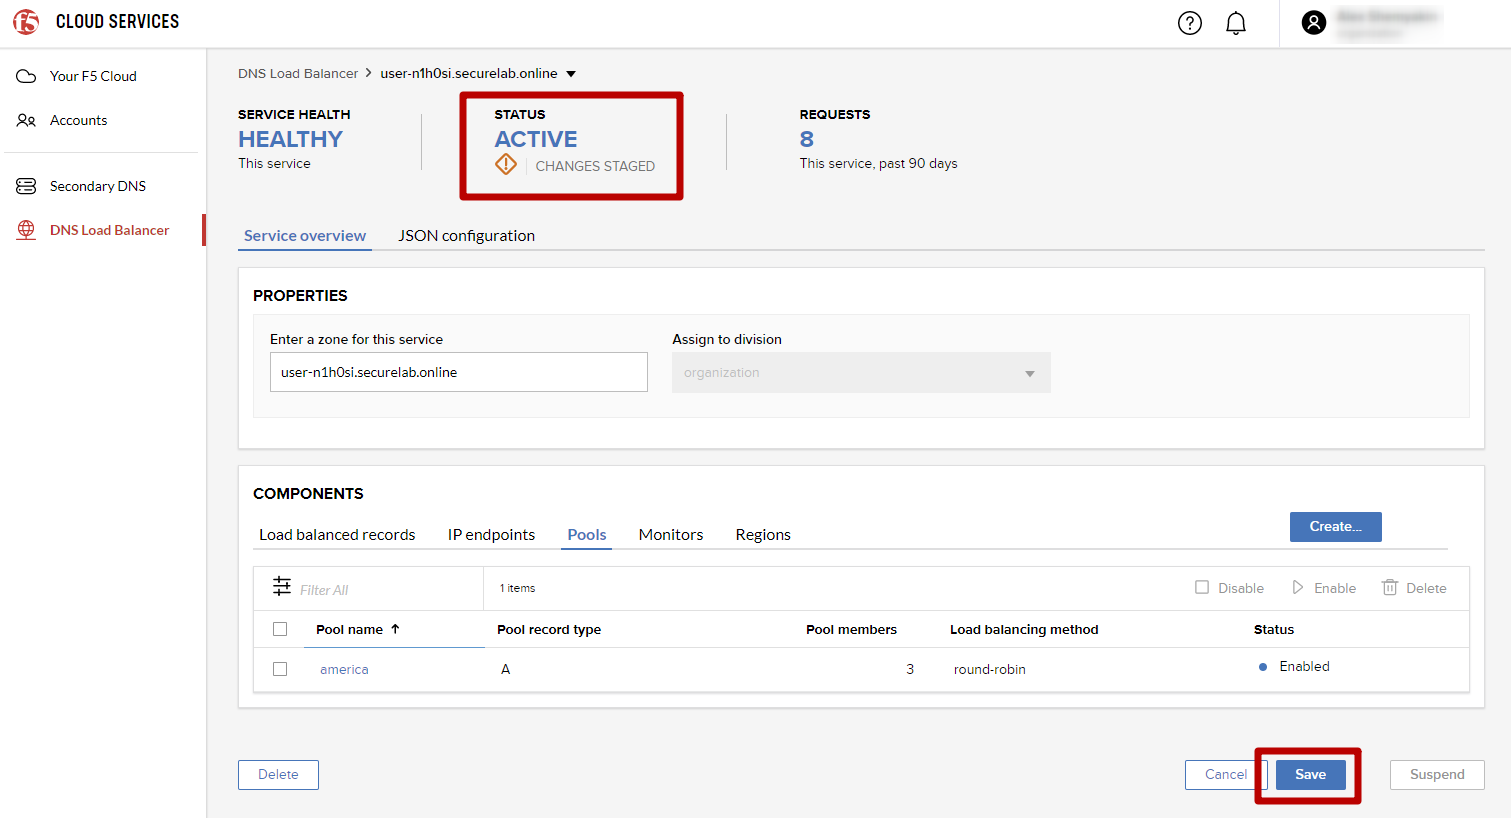 f5 CLOUD SERVICES
Your F5 Cloud
Accounts
Secondary DNS
DNS Load Balancer
DNS Load Balancer > user-n1h0si.securelab.online
SERVICE HEALTH
HEALTHY
This service
STATUS
ACTIVE
CHANGES STAGED
REQUESTS
8
This service, past 90 days
Service overview JSON configuration
PROPERTIES
Enter a zone for this service
user-n1h0si.securelab.online
Assign to division
organization
COMPONENTS
Load balanced records IP endpoints Pools Monitors Regions
Create...
Filter All 1 items Disable Enable Delete
Pool name ↑ Pool record type Pool members Load balancing method Status
america A 3 round-robin Enabled
Delete Cancel Save Suspend